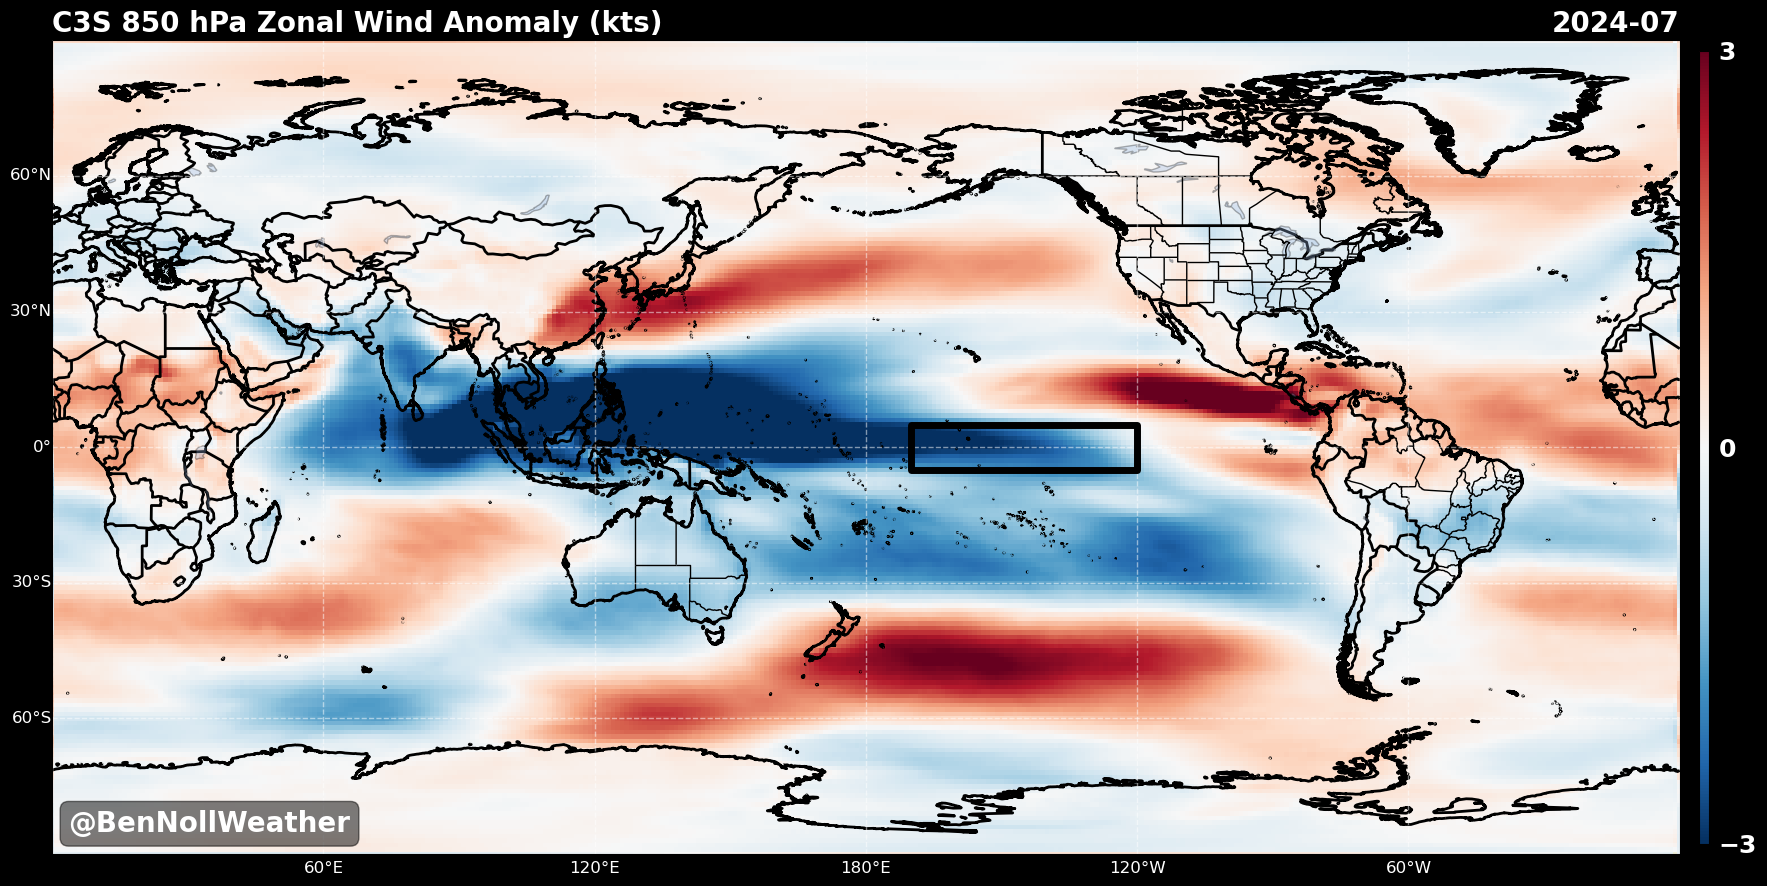 C3S 850 hPa Zonal Wind Anomaly (kts)
2024-07
3
60°N
30°N
0°
0
30°S
60°S
−3
@BenNollWeather
60°E
120°E
180°E
120°W
60°W